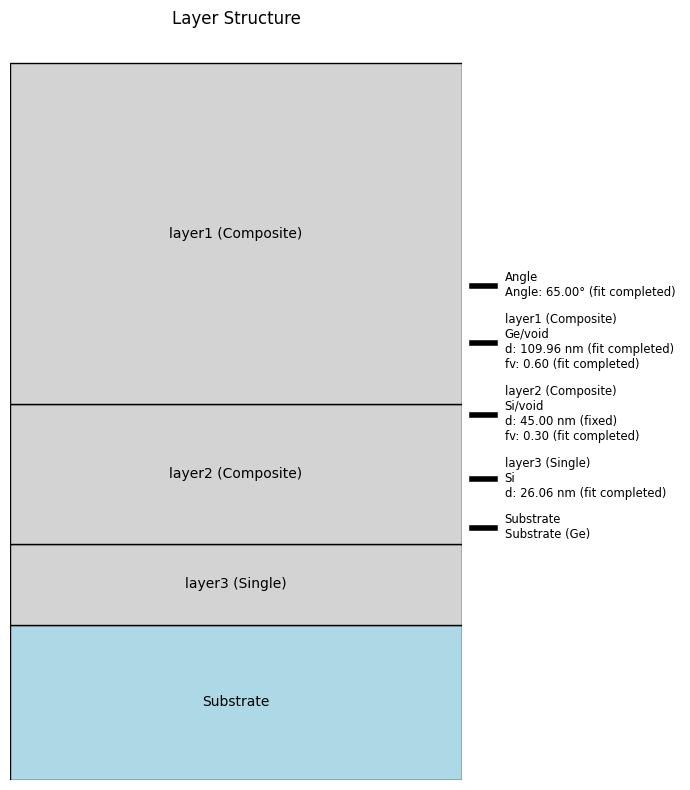 Layer Structure
layer1 (Composite)
layer2 (Composite)
layer3 (Single)
Substrate
Angle
Angle: 65.00° (fit completed)
layer1 (Composite)
Ge/void
d: 109.96 nm (fit completed)
fv: 0.60 (fit completed)
layer2 (Composite)
Si/void
d: 45.00 nm (fixed)
fv: 0.30 (fit completed)
layer3 (Single)
Si
d: 26.06 nm (fit completed)
Substrate
Substrate (Ge)